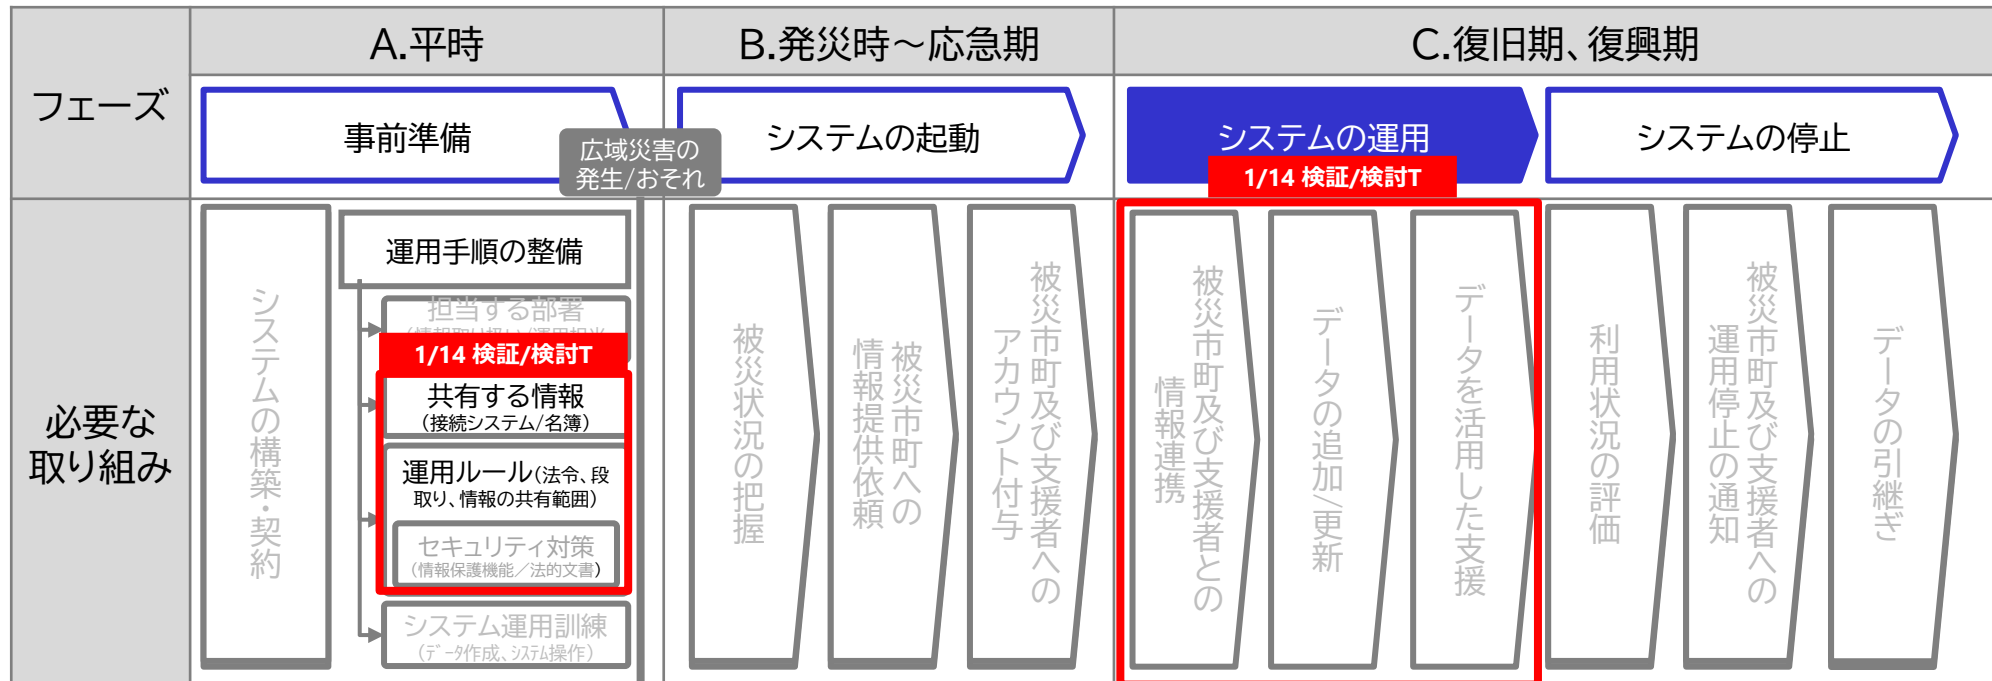 フェーズ
A.平時
B.発災時～応急期
C.復旧期、復興期
事前準備
広域災害の
発生/おそれ
システムの起動
システムの運用
1/14 検証/検討T
システムの停止
必要な
取り組み
システムの構築・契約
運用手順の整備
担当する部署
1/14 検証/検討T
共有する情報
（接続システム/名簿）
運用ルール(法令、段
取り、情報の共有範囲）
セキュリティ対策
（情報保護機能／法的文書）
システム運用訓練
（ﾃﾞｰﾀ作成、ｼｽﾃﾑ操作）
被災状況の把握
被災市町への
情報提供依頼
被災市町及び支援者への
アカウント付与
被災市町及び支援者との
情報連携
データの追加/更新
データを活用した支援
利用状況の評価
被災市町及び支援者への
運用停止の通知
データの引継ぎ